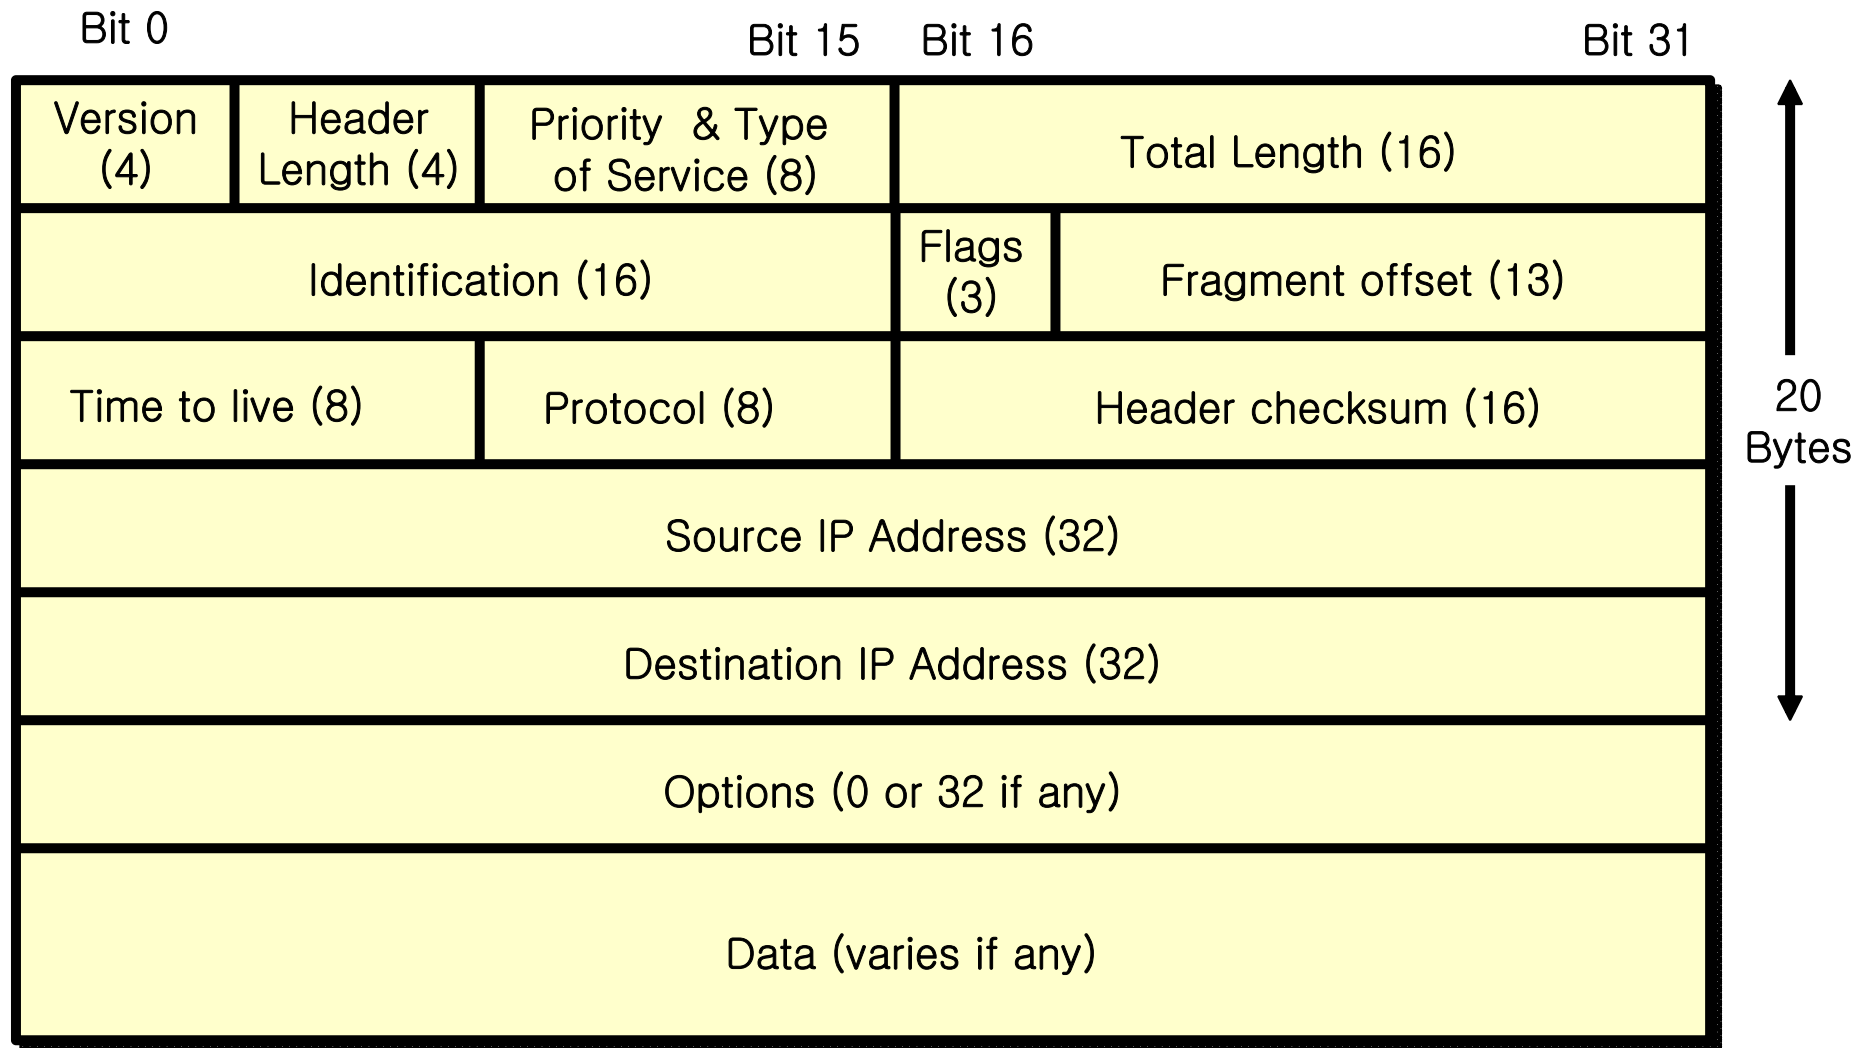 Bit 0
Bit 15
Bit 16
Bit 31
Version
(4)
Header
Length (4)
Priority & Type
of Service (8)
Total Length (16)
Identification (16)
Flags
(3)
Fragment offset (13)
Time to live (8)
Protocol (8)
Header checksum (16)
20
Bytes
Source IP Address (32)
Destination IP Address (32)
Options (0 or 32 if any)
Data (varies if any)